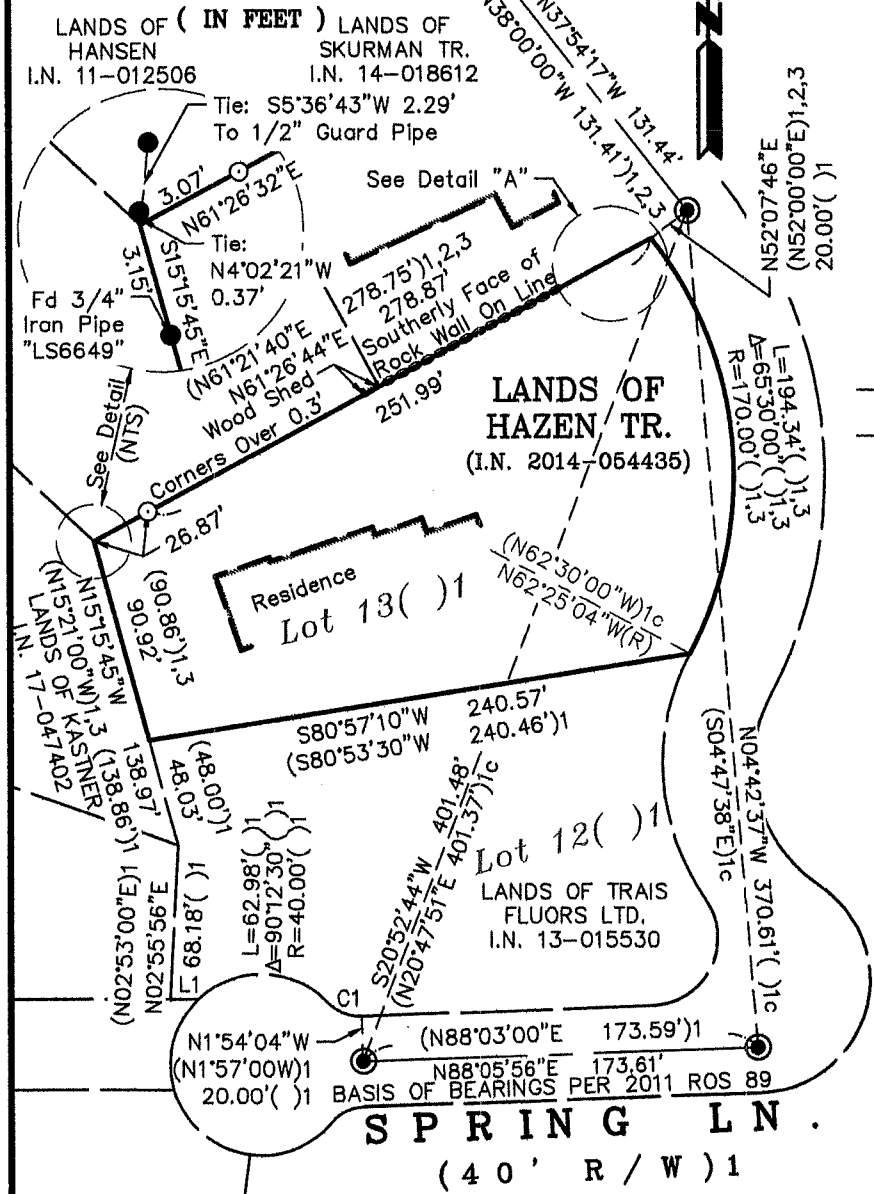 ( IN FEET )
LANDS OF
HANSEN
I.N. 11-012506
LANDS OF
SKURMAN TR.
I.N. 14-018612
Tie: S5°36'43"W 2.29'
To 1/2" Guard Pipe
3.07'
N61°26'32"E
Tie:
N4°02'21"W
0.37'
S15°15'45"E
3.15'
Fd 3/4"
Iron Pipe
"LS6649"
See Detail "A"
N37°54'17"W 131.44'
N38°00'00"W 131.41')1,2,3
N
N52°07'46"E
(N52°00'00"E)1,2,3
20.00'( )1
278.75')1,2,3
278.87'
(N61°21'40"E
N61°26'44"E
Southerly Face of
Rock Wall On Line
Wood Shed
Corners Over 0.3'
251.99'
See Detail
(NTS)
26.87'
LANDS OF
HAZEN TR.
(I.N. 2014-054435)
L=194.34'( )1,3
Δ=65°30'00"( )1,3
R=170.00'( )1,3
Residence
Lot 13( )1
(N62°30'00"W)1c
N62°25'04"W(R)
(90.86')1,3
90.92'
N15°15'45"W 138.97'
(N15°21'00"W)1,3 (138.86')1
LANDS OF KASTNER
I.N. 17-047402
(48.00')1
48.03'
S80°57'10"W 240.57'
(S80°53'30"W 240.46')1
N04°42'37"W 370.61'( )1c
(S04°47'38"E)1c
(N02°53'00"E)1
N02°55'56"E
68.18'( )1
L1
L=62.98'( )1
Δ=90°12'30"( )1
R=40.00'( )1
S20°52'44"W 401.48'
(N20°47'51"E 401.37')1c
Lot 12( )1
LANDS OF TRAIS
FLUORS LTD.
I.N. 13-015530
C1
N1°54'04"W
(N1°57'00W)1
20.00'( )1
(N88°03'00"E 173.59')1
N88°05'56"E 173.61'
BASIS OF BEARINGS PER 2011 ROS 89
SPRING LN.
(40' R/W)1